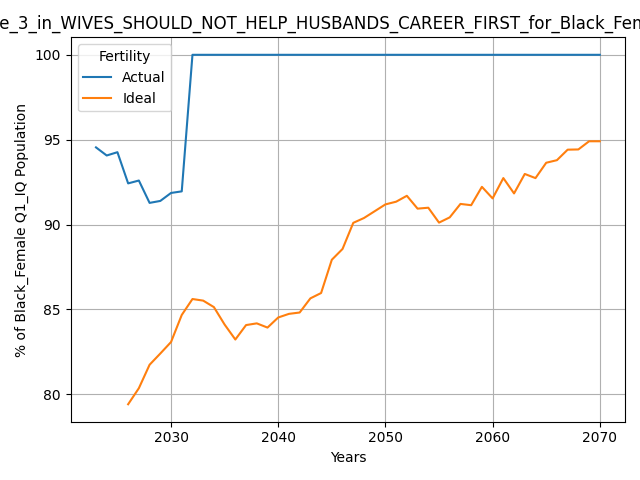 e_3_in_WIVES_SHOULD_NOT_HELP_HUSBANDS_CAREER_FIRST_for_Black_Fem
Fertility
Actual
Ideal
% of Black_Female Q1_IQ Population
100
95
90
85
80
2030
2040
2050
2060
2070
Years